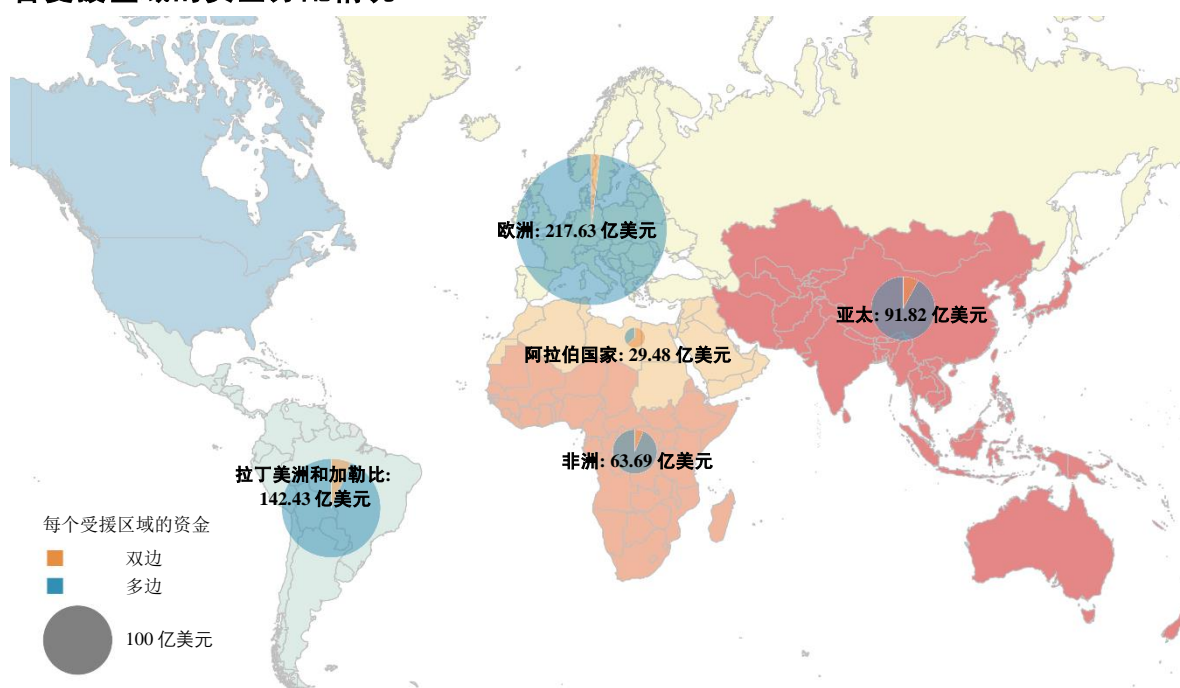 欧洲: 217.63 亿美元
亚太: 91.82 亿美元
阿拉伯国家: 29.48 亿美元
非洲: 63.69 亿美元
拉丁美洲和加勒比:
142.43 亿美元
每个受援区域的资金
双边
多边
100 亿美元